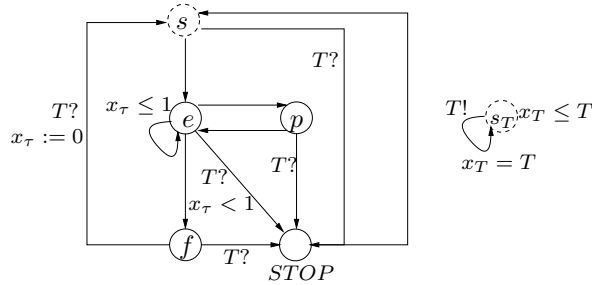 s
T?
x_τ ≤ 1
T?
x_τ := 0
e
p
T!
s_T
x_T ≤ T
x_T = T
T?
T?
x_τ < 1
f
T?
STOP